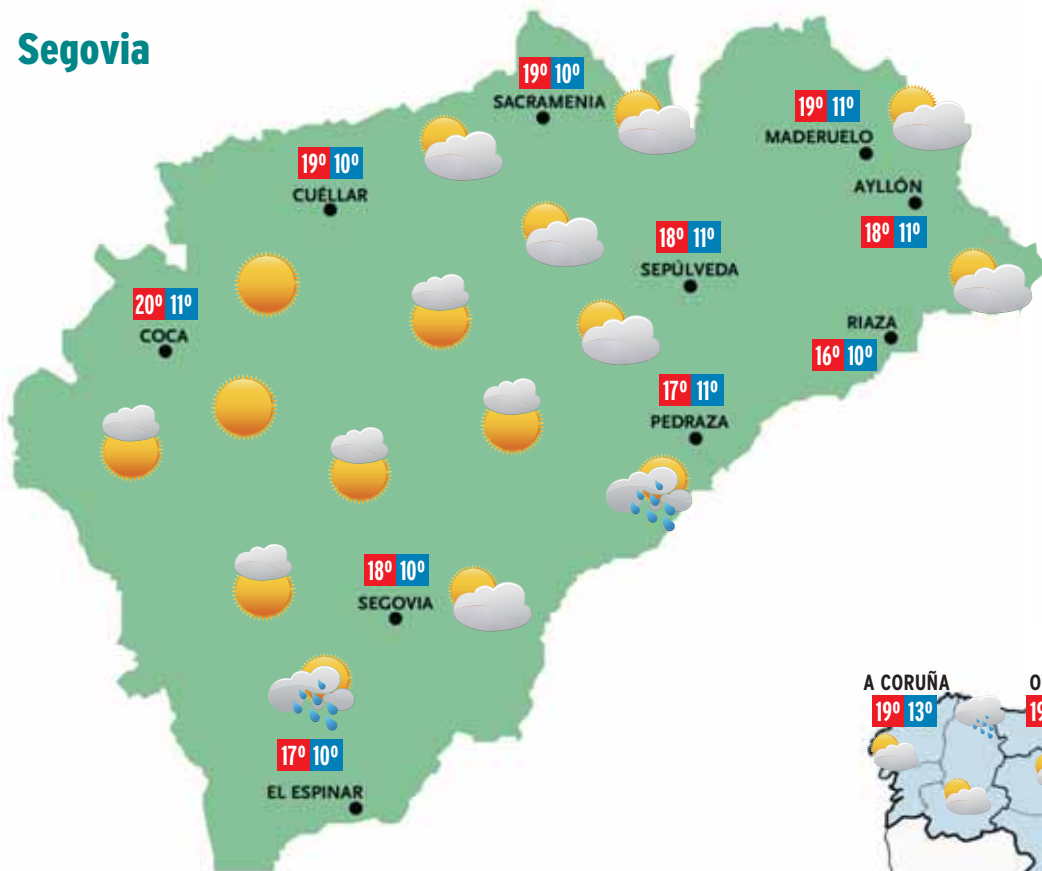 Segovia
19º 10º
SACRAMENIA
19º 11º
MADERUELO
19º 10º
CUÉLLAR
AYLLÓN
18º 11º
18º 11º
SEPÚLVEDA
20º 11º
COCA
RIAZA
16º 10º
17º 11º
PEDRAZA
18º 10º
SEGOVIA
17º 10º
EL ESPINAR
A CORUÑA
19º 13º
O
19